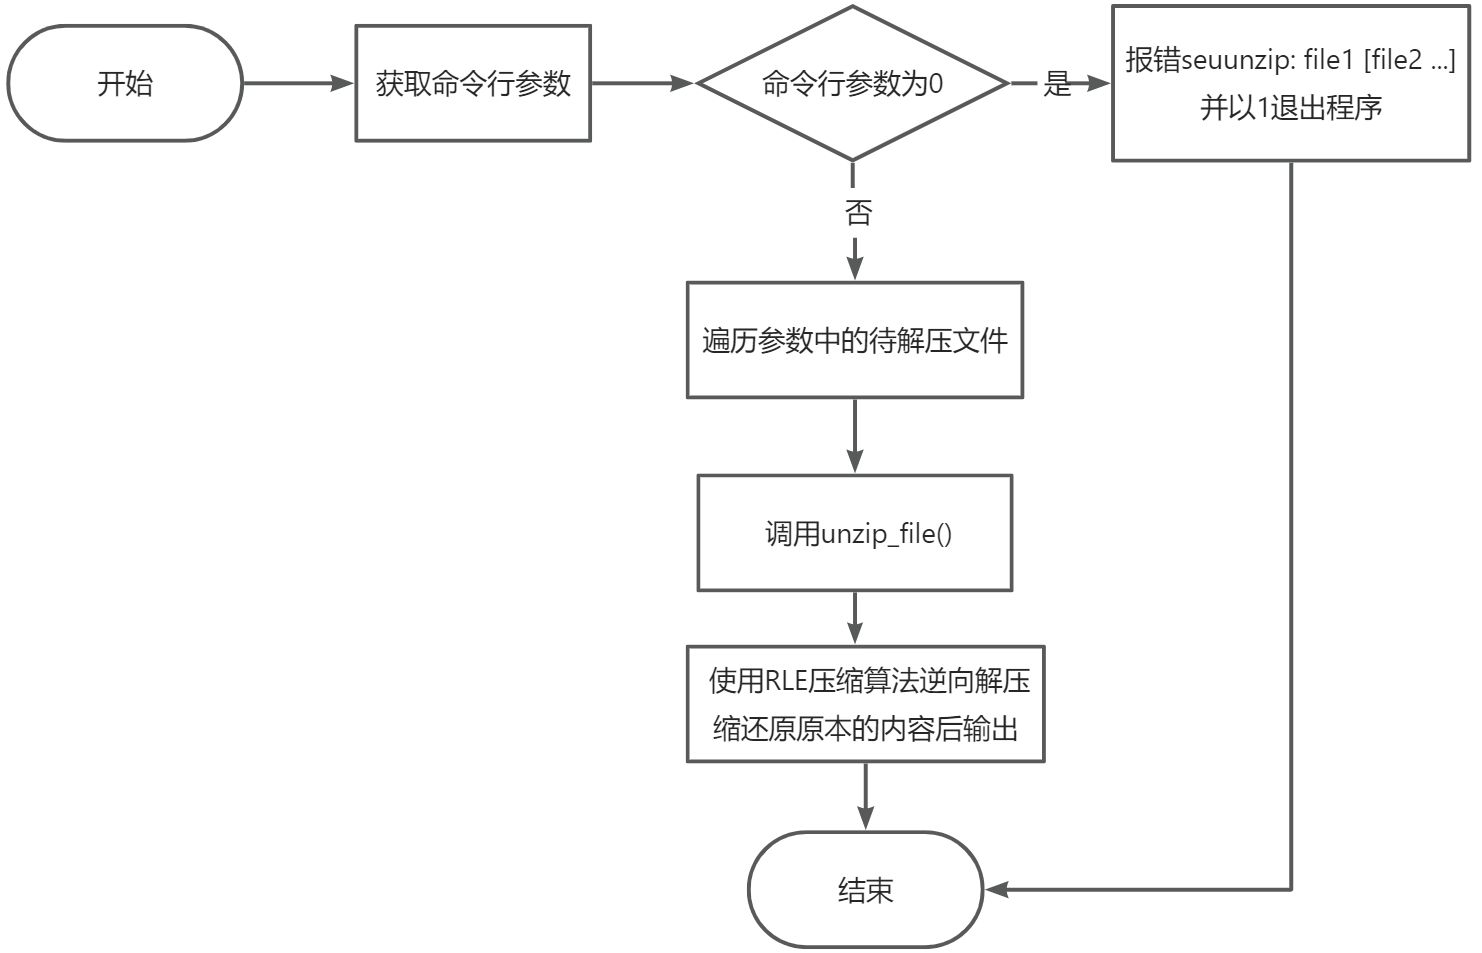 开始
获取命令行参数
命令行参数为0
是
报错seuunzip: file1 [file2 ...]
并以1退出程序
否
遍历参数中的待解压文件
调用unzip_file()
使用RLE压缩算法逆向解压
缩还原原本的内容后输出
结束